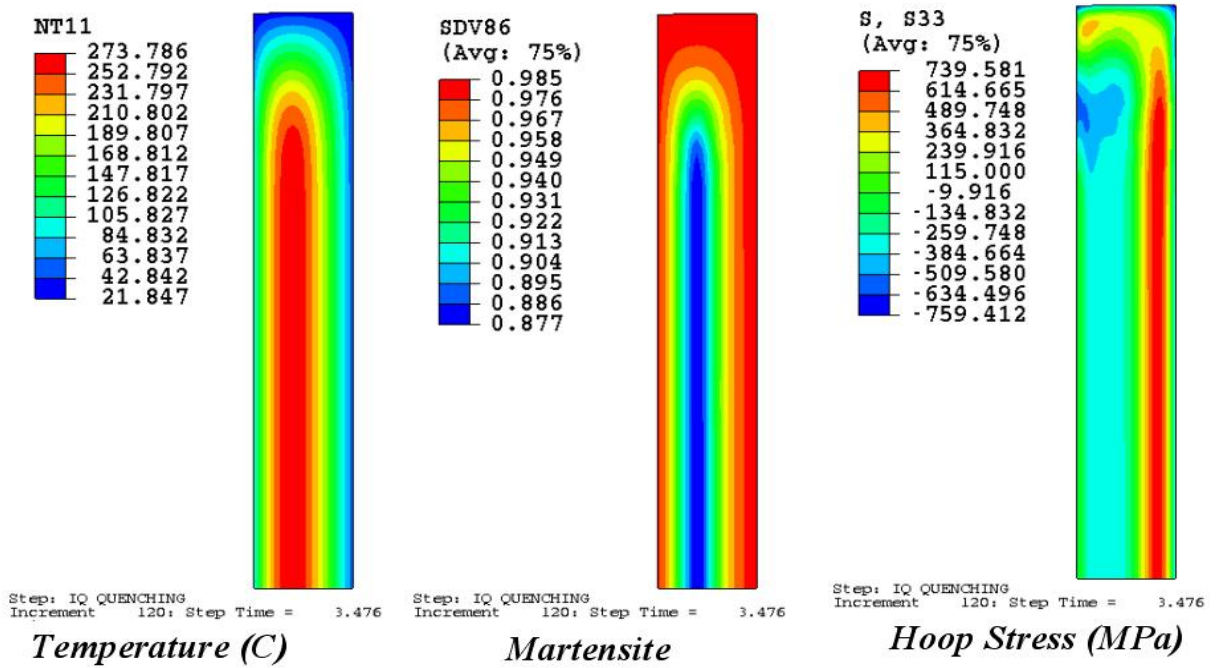 NT11
273.786
252.792
231.797
210.802
189.807
168.812
147.817
126.822
105.827
84.832
63.837
42.842
21.847
Step: IQ QUENCHING
Increment 120: Step Time = 3.476
Temperature (C)
SDV86
(Avg: 75%)
0.985
0.976
0.967
0.958
0.949
0.940
0.931
0.922
0.913
0.904
0.895
0.886
0.877
Step: IQ QUENCHING
Increment 120: Step Time = 3.476
Martensite
S, S33
(Avg: 75%)
739.581
614.665
489.748
364.832
239.916
115.000
-9.916
-134.832
-259.748
-384.664
-509.580
-634.496
-759.412
Step: IQ QUENCHING
Increment 120: Step Time = 3.476
Hoop Stress (MPa)